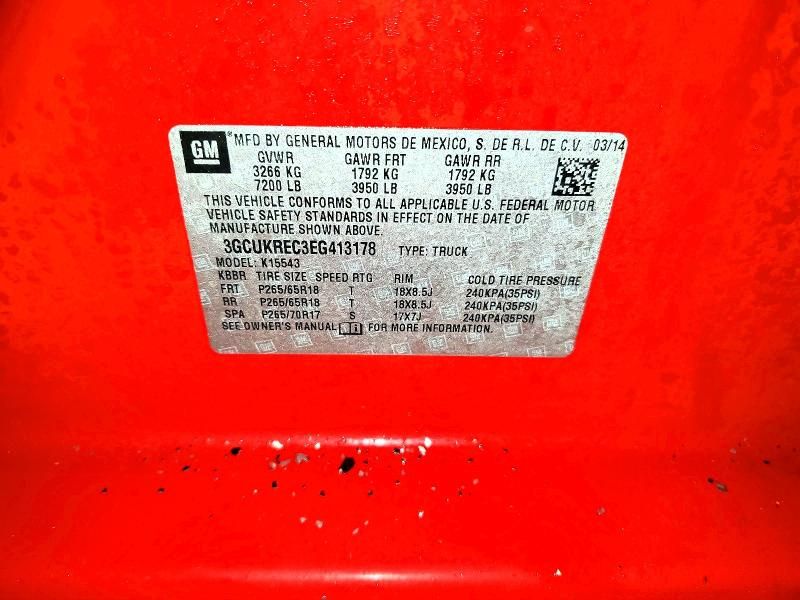 GM ® MFD BY GENERAL MOTORS DE MEXICO, S. DE R.L. DE C.V. 03/14
GVWR GAWR FRT GAWR RR
3266 KG 1792 KG 1792 KG
7200 LB 3950 LB 3950 LB
THIS VEHICLE CONFORMS TO ALL APPLICABLE U.S. FEDERAL MOTOR
VEHICLE SAFETY STANDARDS IN EFFECT ON THE DATE OF
MANUFACTURE SHOWN ABOVE.
3GCUKREC3EG413178 TYPE: TRUCK
MODEL: K15543
KBBR TIRE SIZE SPEED RTG RIM COLD TIRE PRESSURE
FRT P265/65R18 T 18X8.5J 240KPA(35PSI)
RR P265/65R18 T 18X8.5J 240KPA(35PSI)
SPA P265/70R17 S 17X7J 240KPA(35PSI)
SEE OWNER'S MANUAL FOR MORE INFORMATION.